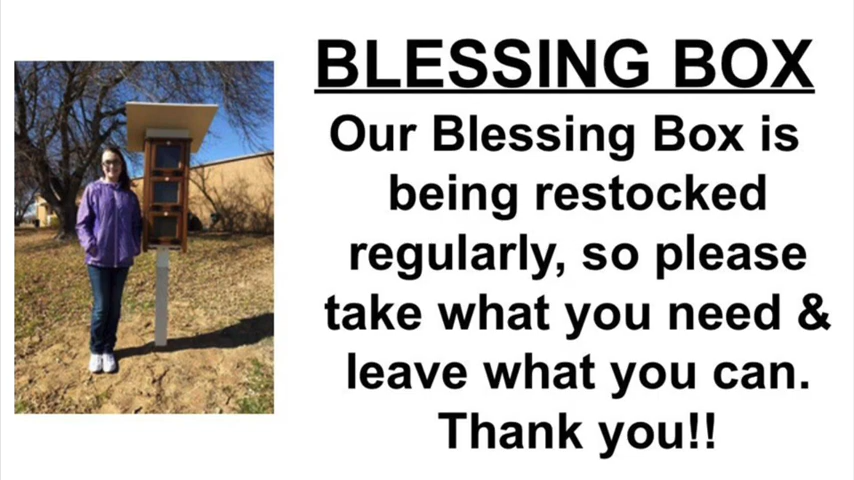 BLESSING BOX
Our Blessing Box is
being restocked
regularly, so please
take what you need &
leave what you can.
Thank you!!